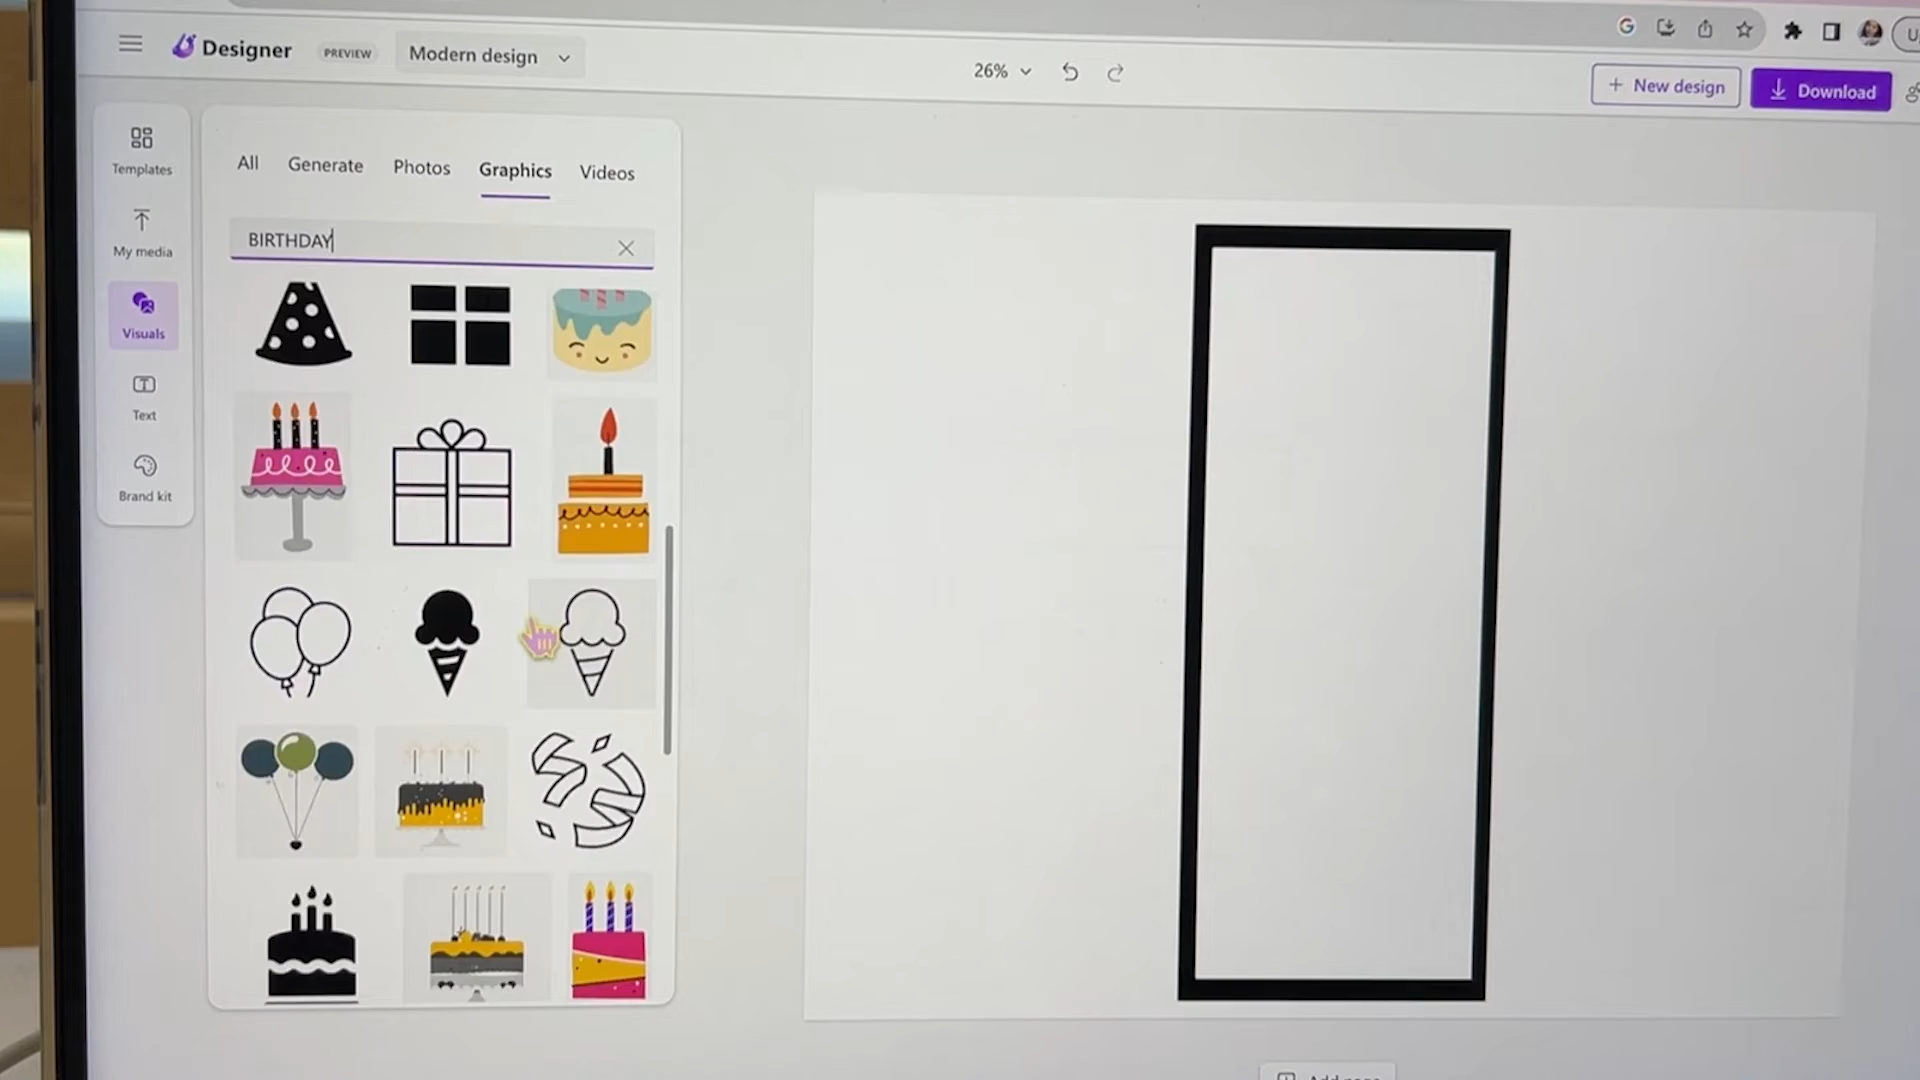 Designer
PREVIEW
Modern design
26%
+ New design
Download
Templates
My media
Visuals
Text
Brand kit
All
Generate
Photos
Graphics
Videos
BIRTHDAY